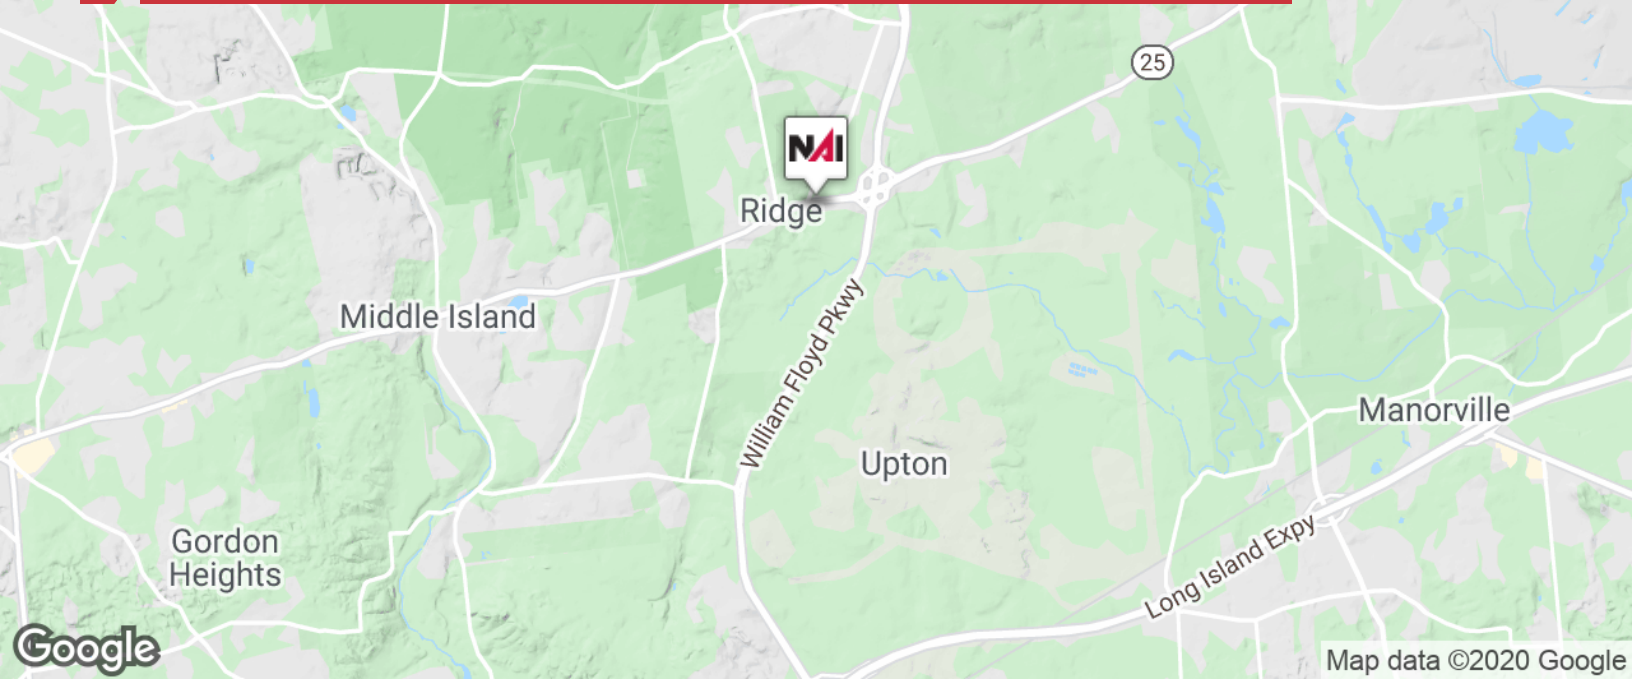 25
NAI
Ridge
William Floyd Pkwy
Middle Island
Manorville
Upton
Long Island Expy
Gordon
Heights
Google
Map data ©2020 Google